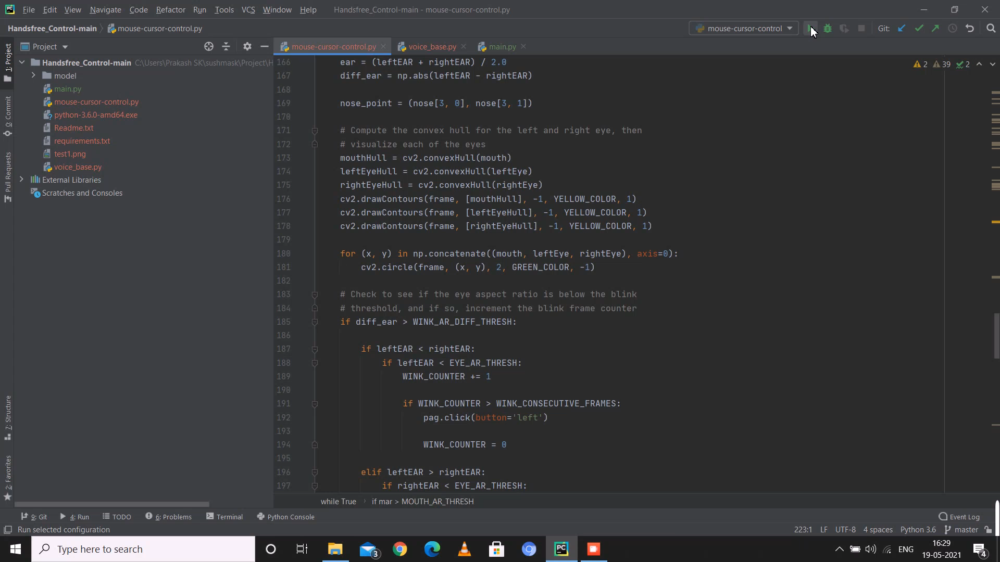 File Edit View Navigate Code Refactor Run Tools VCS Window Help Handsfree_Control-main - mouse-cursor-control.py
Handsfree_Control-main mouse-cursor-control.py mouse-cursor-control Git:
Project mouse-cursor-control.py voice_base.py main.py
1: Project
0: Commit
Pull Requests
7: Structure
2: Favorites
Handsfree_Control-main C:\Users\Prakash SK\sushmask\Project\H
model
main.py
mouse-cursor-control.py
python-3.6.0-amd64.exe
Readme.txt
requirements.txt
test1.png
voice_base.py
External Libraries
Scratches and Consoles
2 39 2
166 ear = (leftEAR + rightEAR) / 2.0
167 diff_ear = np.abs(leftEAR - rightEAR)
168
169 nose_point = (nose[3, 0], nose[3, 1])
170
171 # Compute the convex hull for the left and right eye, then
172 # visualize each of the eyes
173 mouthHull = cv2.convexHull(mouth)
174 leftEyeHull = cv2.convexHull(leftEye)
175 rightEyeHull = cv2.convexHull(rightEye)
176 cv2.drawContours(frame, [mouthHull], -1, YELLOW_COLOR, 1)
177 cv2.drawContours(frame, [leftEyeHull], -1, YELLOW_COLOR, 1)
178 cv2.drawContours(frame, [rightEyeHull], -1, YELLOW_COLOR, 1)
179
180 for (x, y) in np.concatenate((mouth, leftEye, rightEye), axis=0):
181 cv2.circle(frame, (x, y), 2, GREEN_COLOR, -1)
182
183 # Check to see if the eye aspect ratio is below the blink
184 # threshold, and if so, increment the blink frame counter
185 if diff_ear > WINK_AR_DIFF_THRESH:
186
187 if leftEAR < rightEAR:
188 if leftEAR < EYE_AR_THRESH:
189 WINK_COUNTER += 1
190
191 if WINK_COUNTER > WINK_CONSECUTIVE_FRAMES:
192 pag.click(button='left')
193
194 WINK_COUNTER = 0
195
196 elif leftEAR > rightEAR:
197 if rightEAR < EYE_AR_THRESH:
while True if mar > MOUTH_AR_THRESH
9: Git 4: Run TODO 6: Problems Terminal Python Console Event Log
Run selected configuration 223:1 LF UTF-8 4 spaces Python 3.6 master
Type here to search 3 PC ENG 16:29
19-05-2021 4